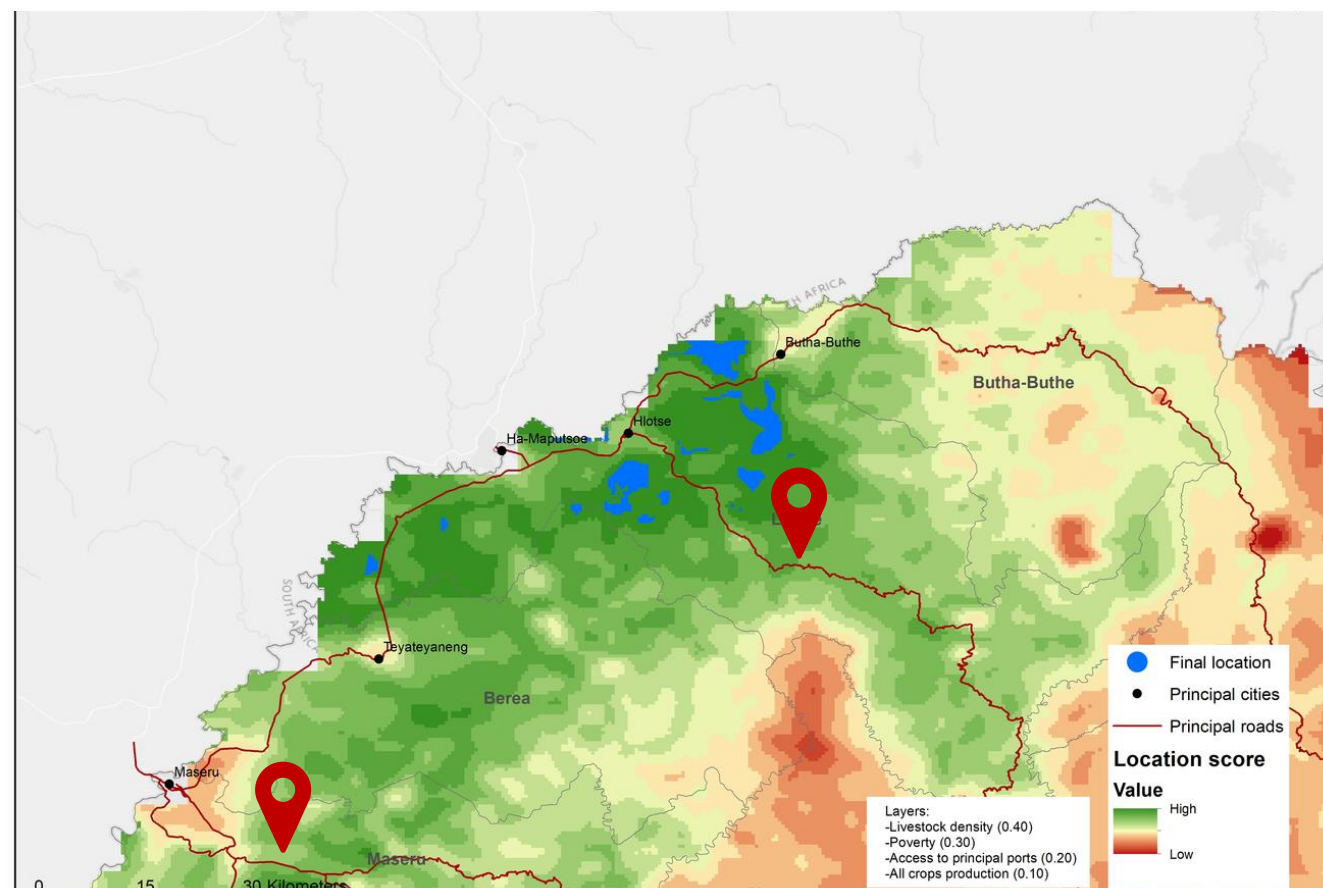 TH AFRICA
Butha-Buthe
Butha-Buthe
Hlotse
Ha-Maputsoe
SOUTH AFRICA
Teyateyaneng
Berea
Maseru
Maseru
0 15 30 Kilometers
Final location
Principal cities
Principal roads
Location score
Value
High
Low
Layers:
-Livestock density (0.40)
-Poverty (0.30)
-Access to principal ports (0.20)
-All crops production (0.10)